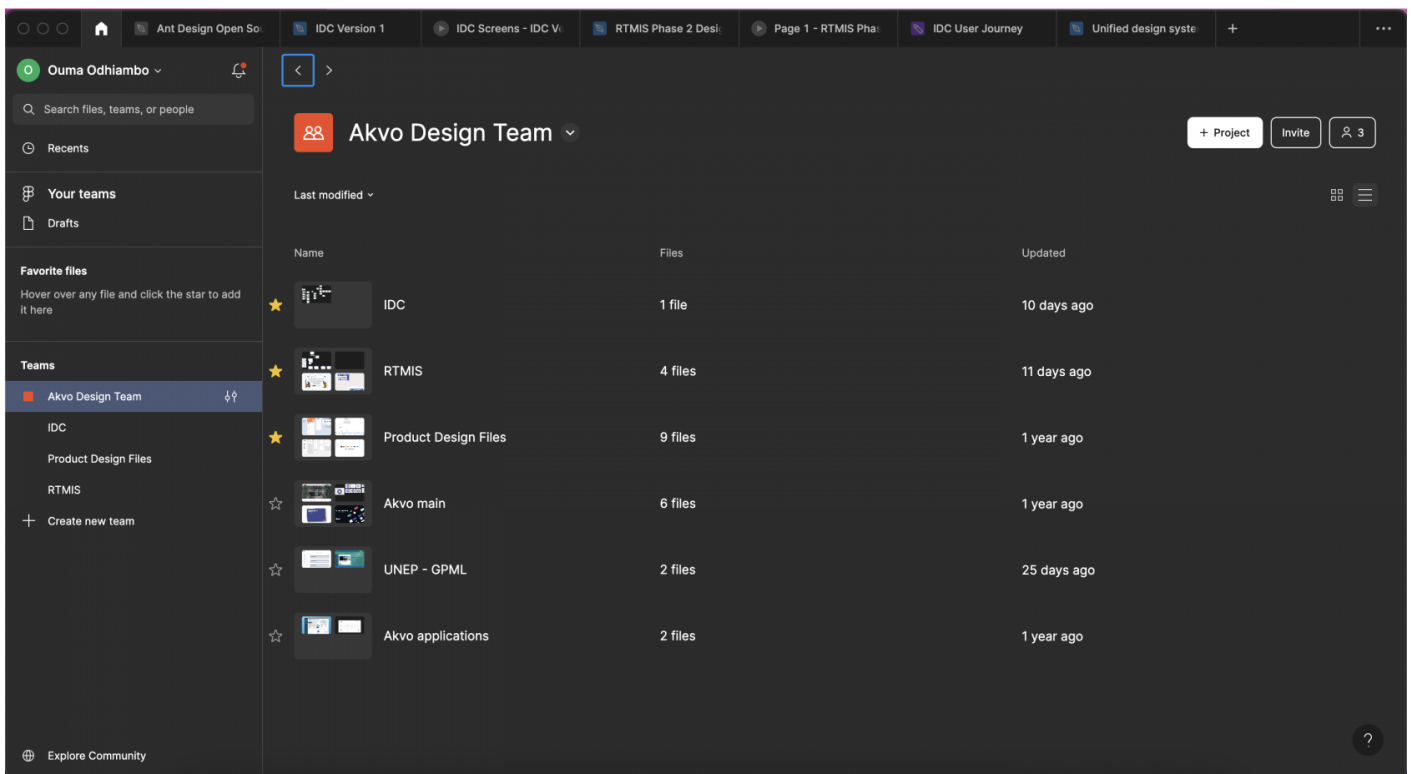 Ant Design Open So
IDC Version 1
IDC Screens - IDC Ve
RTMIS Phase 2 Desig
Page 1 - RTMIS Phas
IDC User Journey
Unified design syste
O
Ouma Odhiambo
Search files, teams, or people
Recents
Your teams
Drafts
Favorite files
Hover over any file and click the star to add
it here
Teams
Akvo Design Team
IDC
Product Design Files
RTMIS
Create new team
Explore Community
Akvo Design Team
+ Project
Invite
3
Last modified
Name Files Updated
IDC 1 file 10 days ago
RTMIS 4 files 11 days ago
Product Design Files 9 files 1 year ago
Akvo main 6 files 1 year ago
UNEP - GPML 2 files 25 days ago
Akvo applications 2 files 1 year ago
?